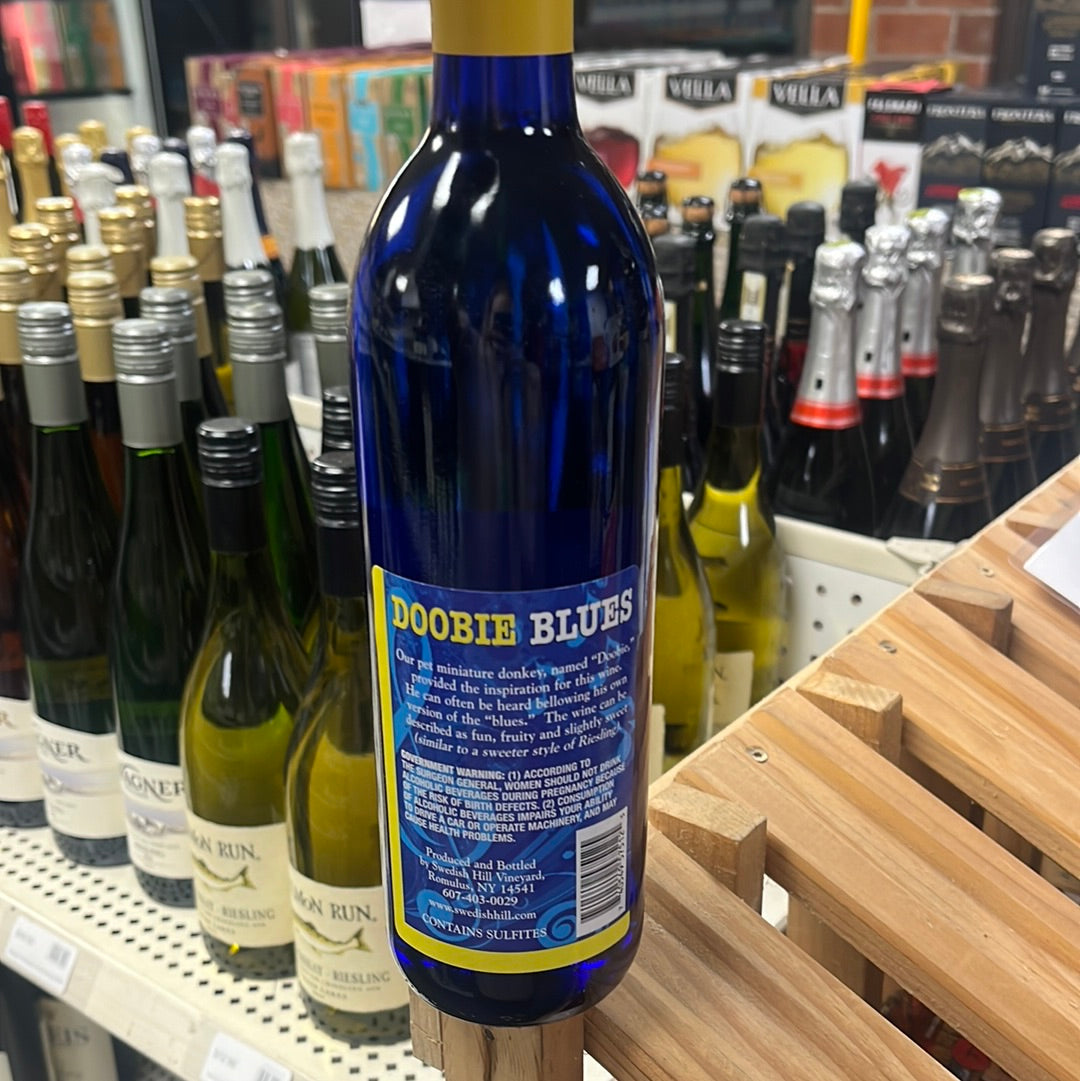 VELLA
VELLA
VELLA
DOOBIE BLUES
Our pet miniature donkey, named "Doobie,"
provided the inspiration for this wine.
He can often be heard bellowing his own
version of the "blues." The wine can be
described as fun, fruity and slightly sweet
(similar to a sweeter style of Riesling).
GOVERNMENT WARNING: (1) ACCORDING TO
THE SURGEON GENERAL, WOMEN SHOULD NOT DRINK
ALCOHOLIC BEVERAGES DURING PREGNANCY BECAUSE
OF THE RISK OF BIRTH DEFECTS. (2) CONSUMPTION
OF ALCOHOLIC BEVERAGES IMPAIRS YOUR ABILITY
TO DRIVE A CAR OR OPERATE MACHINERY, AND MAY
CAUSE HEALTH PROBLEMS.
Produced and Bottled
by Swedish Hill Vineyard,
Romulus, NY 14541
607-403-0029
www.swedishhill.com
CONTAINS SULFITES
NER
AGNER
MON RUN.
RIESLING
MON RUN.
RIESLING